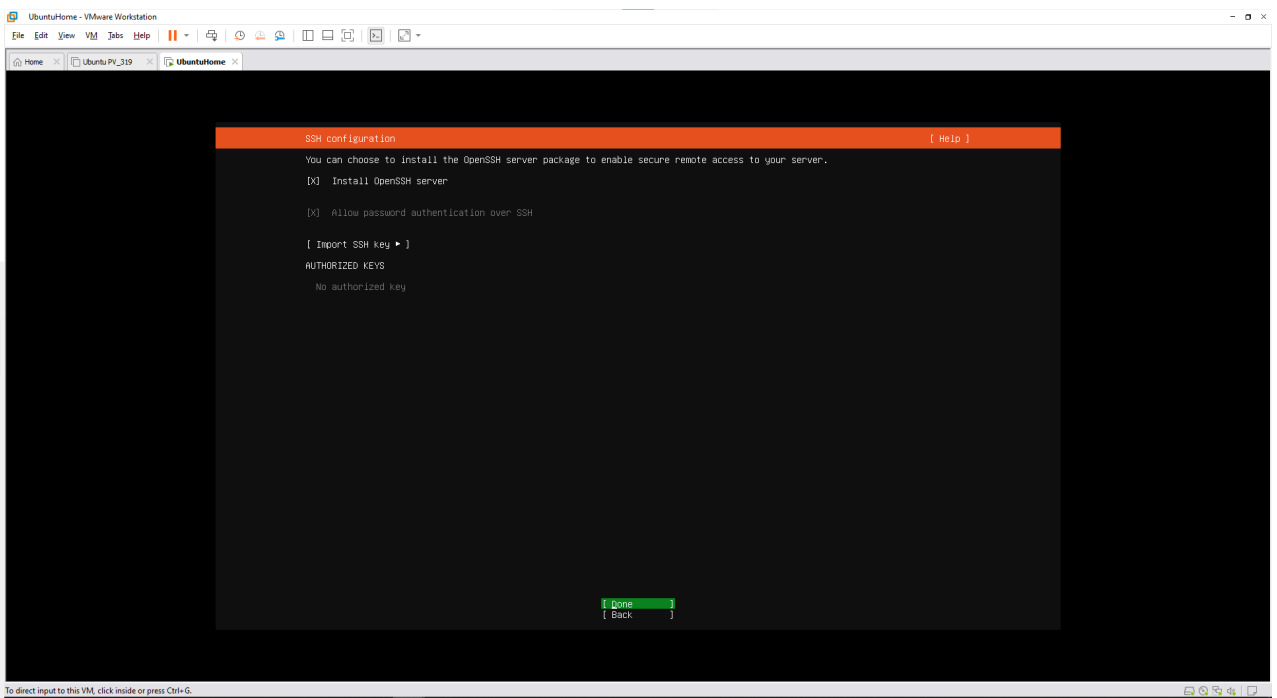 UbuntuHome - VMware Workstation
File Edit View VM Tabs Help
Home Ubuntu PV_319 UbuntuHome
SSH configuration [ Help ]
You can choose to install the OpenSSH server package to enable secure remote access to your server.
[X] Install OpenSSH server
[X] Allow password authentication over SSH
[ Import SSH key ► ]
AUTHORIZED KEYS
No authorized key
[ Done ]
[ Back ]
To direct input to this VM, click inside or press Ctrl+G.